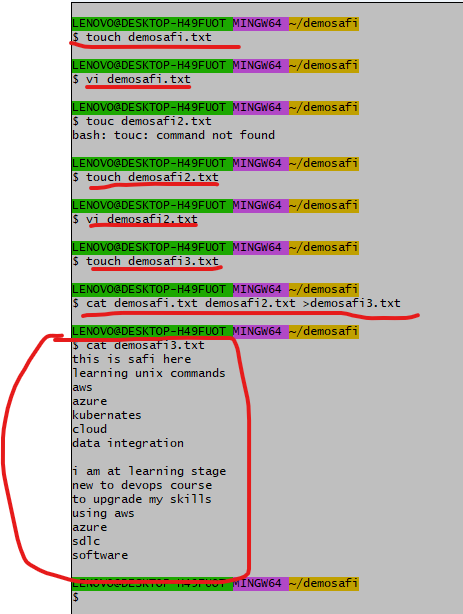 LENOVO@DESKTOP-H49FUOT MINGW64 ~/demosafi
$ touch demosafi.txt
LENOVO@DESKTOP-H49FUOT MINGW64 ~/demosafi
$ vi demosafi.txt
LENOVO@DESKTOP-H49FUOT MINGW64 ~/demosafi
$ touc demosafi2.txt
bash: touc: command not found
LENOVO@DESKTOP-H49FUOT MINGW64 ~/demosafi
$ touch demosafi2.txt
LENOVO@DESKTOP-H49FUOT MINGW64 ~/demosafi
$ vi demosafi2.txt
LENOVO@DESKTOP-H49FUOT MINGW64 ~/demosafi
$ touch demosafi3.txt
LENOVO@DESKTOP-H49FUOT MINGW64 ~/demosafi
$ cat demosafi.txt demosafi2.txt >demosafi3.txt
LENOVO@DESKTOP-H49FUOT MINGW64 ~/demosafi
$ cat demosafi3.txt
this is safi here
learning unix commands
aws
azure
kubernates
cloud
data integration
i am at learning stage
new to devops course
to upgrade my skills
using aws
azure
sdlc
software
LENOVO@DESKTOP-H49FUOT MINGW64 ~/demosafi
$